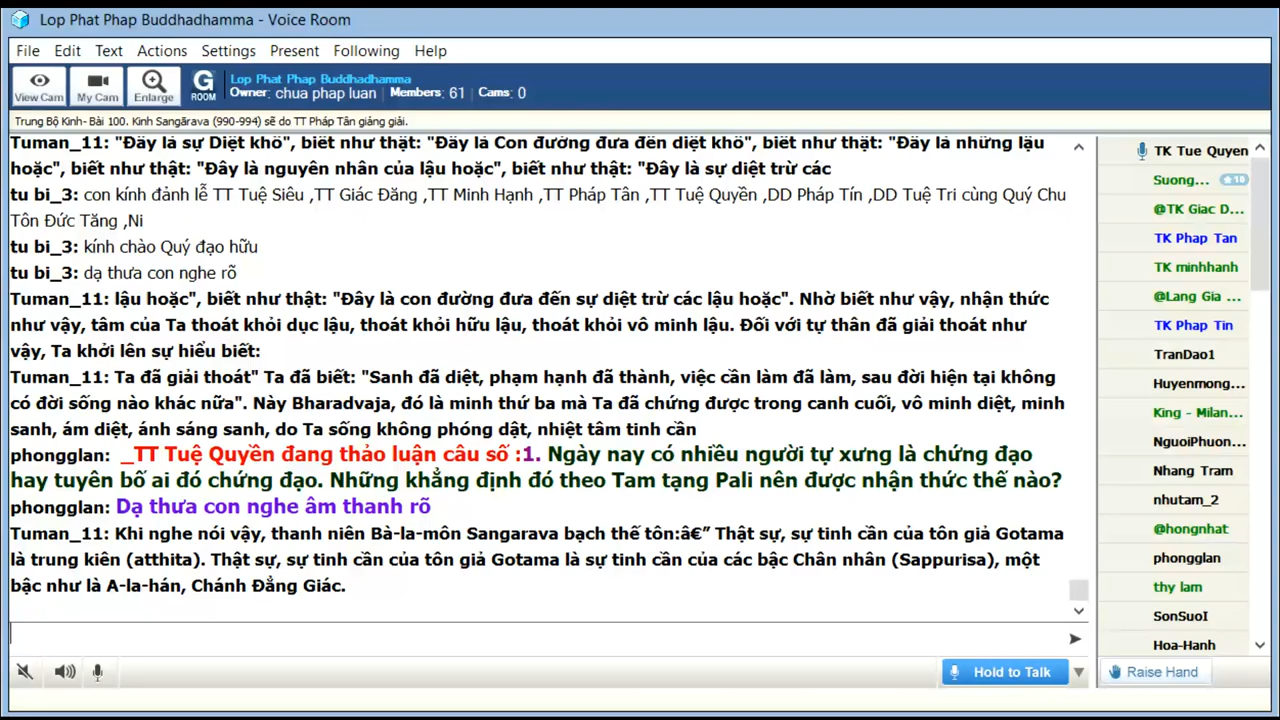 Lop Phat Phap Buddhadhamma - Voice Room
File Edit Text Actions Settings Present Following Help
View Cam My Cam Enlarge G ROOM Lop Phat Phap Buddhadhamma
Owner: chua phap luan Members: 61 Cams: 0
Trung Bộ Kinh- Bài 100. Kinh Sangārava (990-994) sẽ do TT Pháp Tân giảng giải.
Tuman_11: "Đây là sự Diệt khổ", biết như thật: "Đây là Con đường đưa đến diệt khổ", biết như thật: "Đây là những lậu
hoặc", biết như thật: "Đây là nguyên nhân của lậu hoặc", biết như thật: "Đây là sự diệt trừ các
tu bi_3: con kính đảnh lễ TT Tuệ Siêu ,TT Giác Đăng ,TT Minh Hạnh ,TT Pháp Tân ,TT Tuệ Quyền ,DD Pháp Tín ,DD Tuệ Tri cùng Quý Chu
Tôn Đức Tăng ,Ni
tu bi_3: kính chào Quý đạo hữu
tu bi_3: dạ thưa con nghe rõ
Tuman_11: lậu hoặc", biết như thật: "Đây là con đường đưa đến sự diệt trừ các lậu hoặc". Nhờ biết như vậy, nhận thức
như vậy, tâm của Ta thoát khỏi dục lậu, thoát khỏi hữu lậu, thoát khỏi vô minh lậu. Đối với tự thân đã giải thoát như
vậy, Ta khởi lên sự hiểu biết:
Tuman_11: Ta đã giải thoát" Ta đã biết: "Sanh đã diệt, phạm hạnh đã thành, việc cần làm đã làm, sau đời hiện tại không
có đời sống nào khác nữa". Này Bharadvaja, đó là minh thứ ba mà Ta đã chứng được trong canh cuối, vô minh diệt, minh
sanh, ám diệt, ánh sáng sanh, do Ta sống không phóng dật, nhiệt tâm tinh cần
phongglan: _TT Tuệ Quyền đang thảo luận câu số :1. Ngày nay có nhiều người tự xưng là chứng đạo
hay tuyên bố ai đó chứng đạo. Những khẳng định đó theo Tam tạng Pali nên được nhận thức thế nào?
phongglan: Dạ thưa con nghe âm thanh rõ
Tuman_11: Khi nghe nói vậy, thanh niên Bà-la-môn Sangarava bạch thế tôn:â€” Thật sự, sự tinh cần của tôn giả Gotama
là trung kiên (atthita). Thật sự, sự tinh cần của tôn giả Gotama là sự tinh cần của các bậc Chân nhân (Sappurisa), một
bậc như là A-la-hán, Chánh Đẳng Giác.
Hold to Talk
TK Tue Quyen
Suong... 10
@TK Giac D...
TK Phap Tan
TK minhhanh
@Lang Gia ...
TK Phap Tin
TranDao1
Huyenmong...
King - Milan...
NguoiPhuon...
Nhang Tram
nhutam_2
@hongnhat
phongglan
thy lam
SonSuoI
Hoa-Hanh
Raise Hand